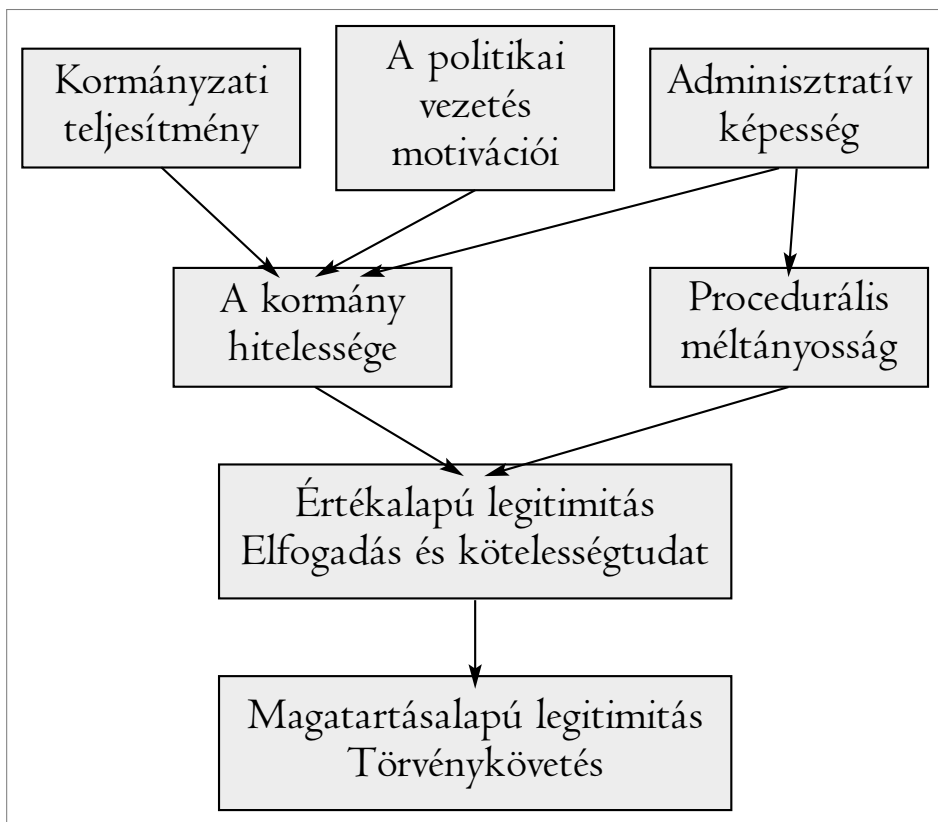 Kormányzati
teljesítmény
A politikai
vezetés
motivációi
Adminisztratív
képesség
A kormány
hitelessége
Procedurális
méltányosság
Értékalapú legitimitás
Elfogadás és kötelességtudat
Magatartásalapú legitimitás
Törvénykövetés